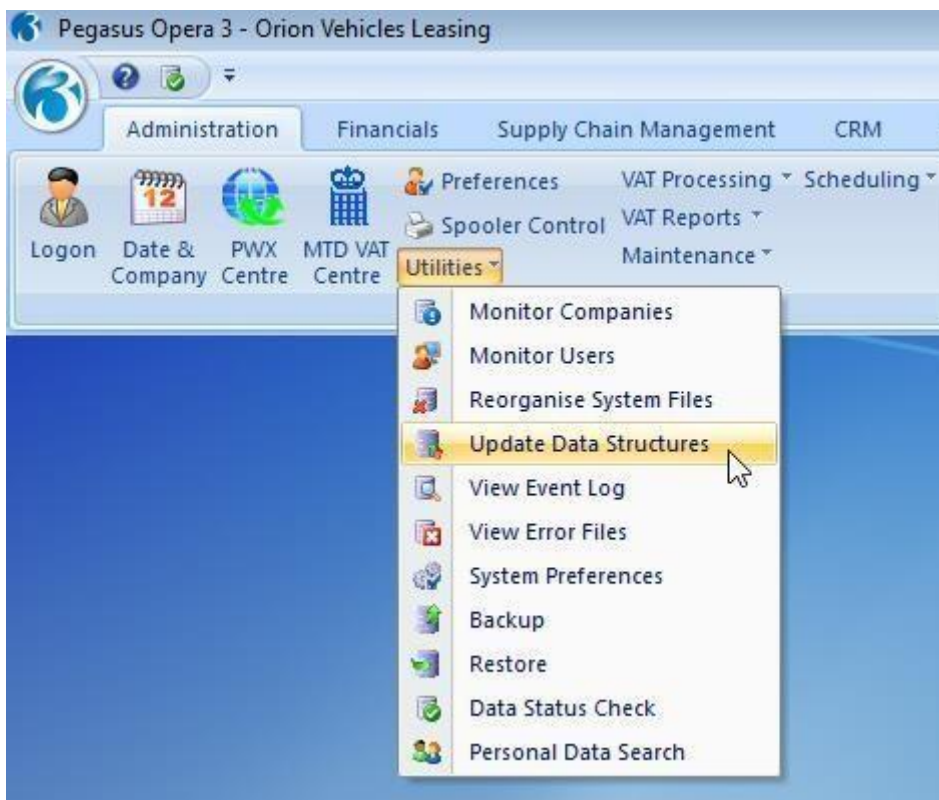 Pegasus Opera 3 - Orion Vehicles Leasing
Administration Financials Supply Chain Management CRM
12
Logon
Date & Company
PWX Centre
MTD VAT Centre
Preferences
Spooler Control
Utilities
VAT Processing
VAT Reports
Maintenance
Scheduling
Monitor Companies
Monitor Users
Reorganise System Files
Update Data Structures
View Event Log
View Error Files
System Preferences
Backup
Restore
Data Status Check
Personal Data Search